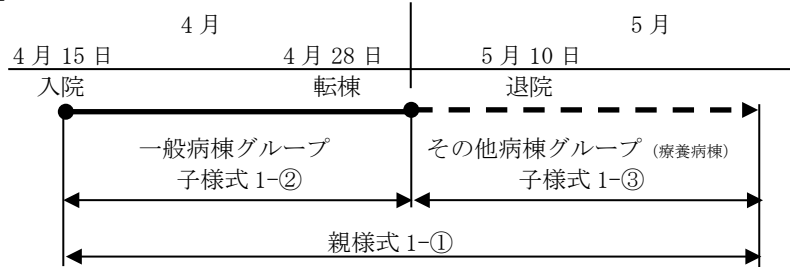 4月 5月
4月15日 4月28日 5月10日
入院 転棟 退院
一般病棟グループ その他病棟グループ (療養病棟)
子様式1-② 子様式1-③
親様式1-①